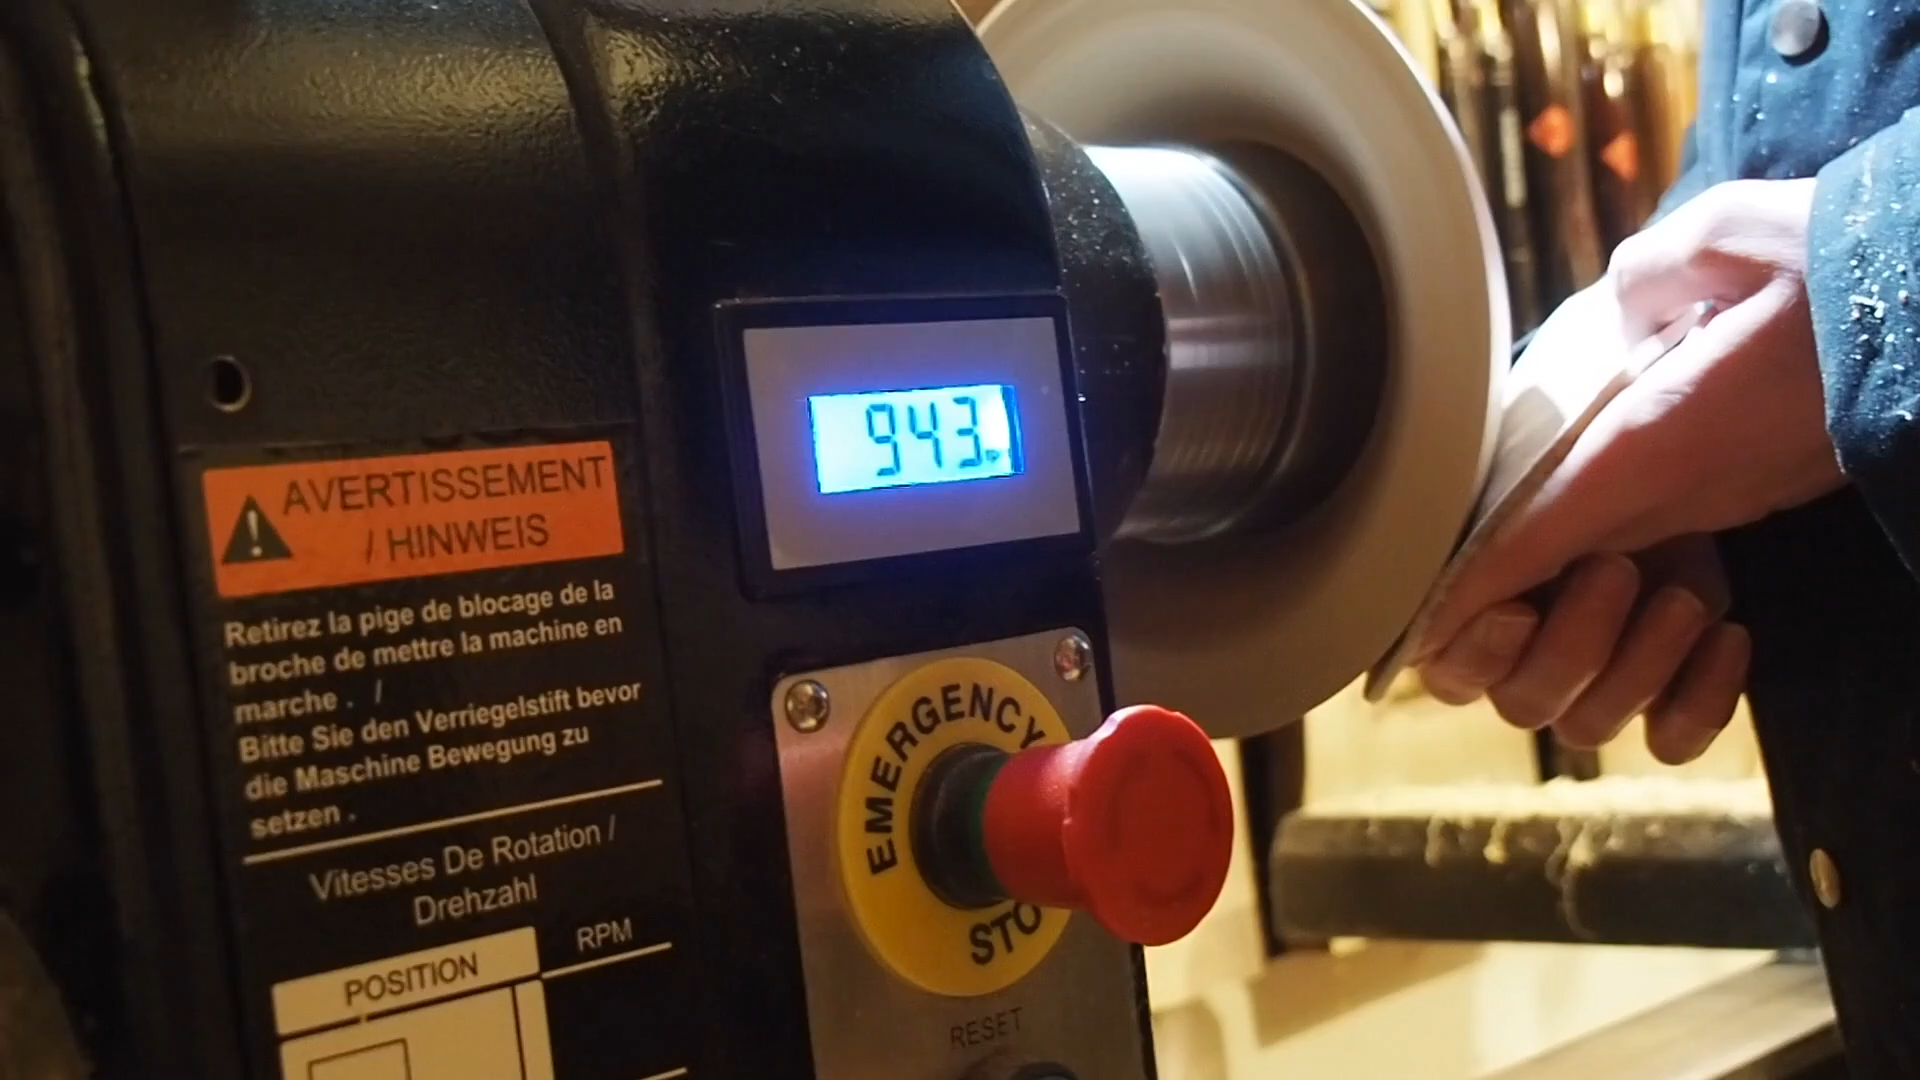 943
AVERTISSEMENT
/ HINWEIS
Retirez la pige de blocage de la
broche de mettre la machine en
marche . /
Bitte Sie den Verriegelstift bevor
die Maschine Bewegung zu
setzen .
Vitesses De Rotation /
Drehzahl
POSITION
RPM
EMERGENCY
STO
RESET